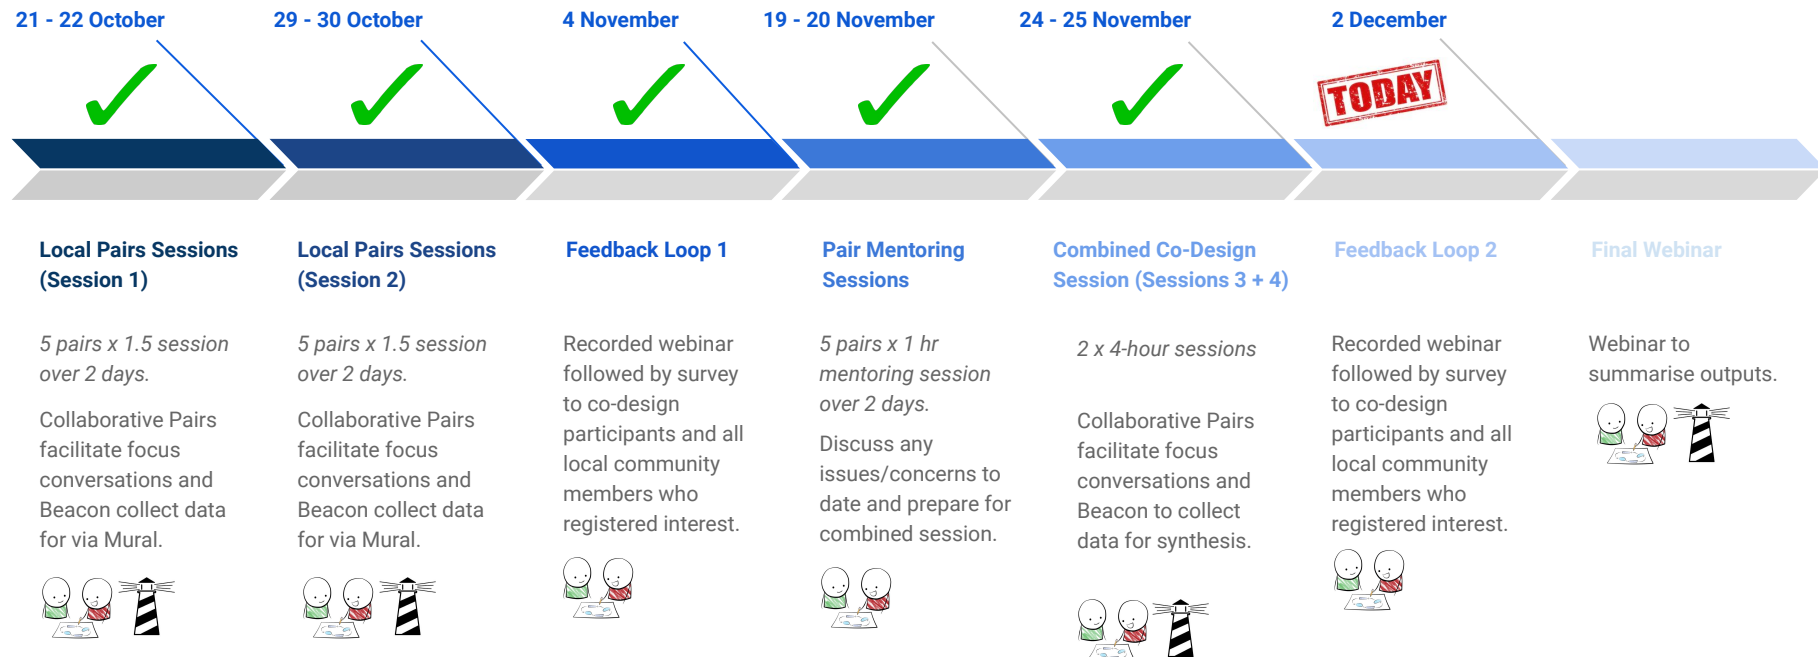 21 - 22 October
29 - 30 October
4 November
19 - 20 November
24 - 25 November
2 December
TODAY
Local Pairs Sessions
(Session 1)
5 pairs x 1.5 session
over 2 days.
Collaborative Pairs
facilitate focus
conversations and
Beacon collect data
for via Mural.
Local Pairs Sessions
(Session 2)
5 pairs x 1.5 session
over 2 days.
Collaborative Pairs
facilitate focus
conversations and
Beacon collect data
for via Mural.
Feedback Loop 1
Recorded webinar
followed by survey
to co-design
participants and all
local community
members who
registered interest.
Pair Mentoring
Sessions
5 pairs x 1 hr
mentoring session
over 2 days.
Discuss any
issues/concerns to
date and prepare for
combined session.
Combined Co-Design
Session (Sessions 3 + 4)
2 x 4-hour sessions
Collaborative Pairs
facilitate focus
conversations and
Beacon to collect
data for synthesis.
Feedback Loop 2
Recorded webinar
followed by survey
to co-design
participants and all
local community
members who
registered interest.
Final Webinar
Webinar to
summarise outputs.